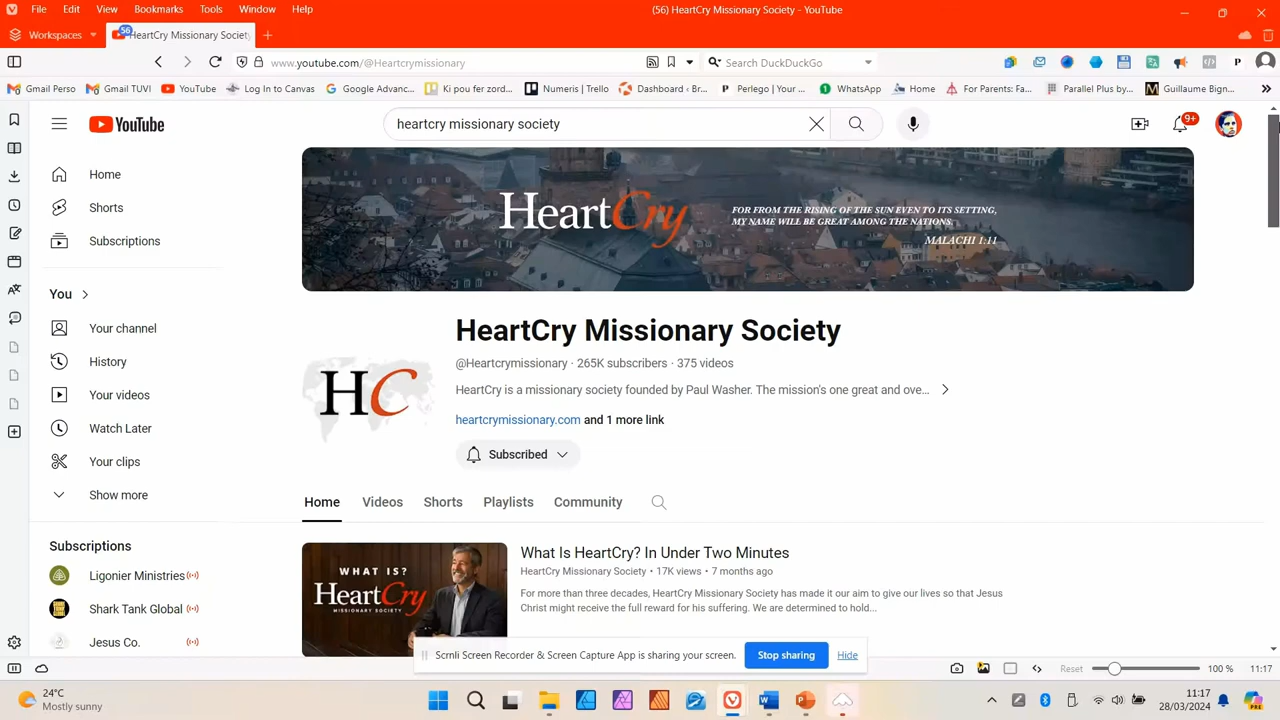 File Edit View Bookmarks Tools Window Help
(56) HeartCry Missionary Society - YouTube
Workspaces
56
HeartCry Missionary Society
www.youtube.com/@Heartcrymissionary
Search DuckDuckGo
Gmail Perso
Gmail TUVI
YouTube
Log In to Canvas
Google Advanc...
Ki pou fer zord...
Numeris | Trello
Dashboard ‹ Br...
Perlego | Your ...
WhatsApp
Home
For Parents: Fa...
Parallel Plus by...
Guillaume Bign...
YouTube
heartcry missionary society
9+
Home
Shorts
Subscriptions
You
Your channel
History
Your videos
Watch Later
Your clips
Show more
Subscriptions
Ligonier Ministries
Shark Tank Global
Jesus Co.
HeartCry
FOR FROM THE RISING OF THE SUN EVEN TO ITS SETTING,
MY NAME WILL BE GREAT AMONG THE NATIONS
MALACHI 1:11
HC
HeartCry Missionary Society
@Heartcrymissionary · 265K subscribers · 375 videos
HeartCry is a missionary society founded by Paul Washer. The mission's one great and ove...
heartcrymissionary.com and 1 more link
Subscribed
Home Videos Shorts Playlists Community
WHAT IS?
HeartCry
MISSIONARY SOCIETY
What Is HeartCry? In Under Two Minutes
HeartCry Missionary Society • 17K views • 7 months ago
For more than three decades, HeartCry Missionary Society has made it our aim to give our lives so that Jesus
Christ might receive the full reward for his suffering. We are determined to hold...
Scrnli Screen Recorder & Screen Capture App is sharing your screen.
Stop sharing
Hide
Reset
100 %
11:17
24°C
Mostly sunny
11:17
28/03/2024